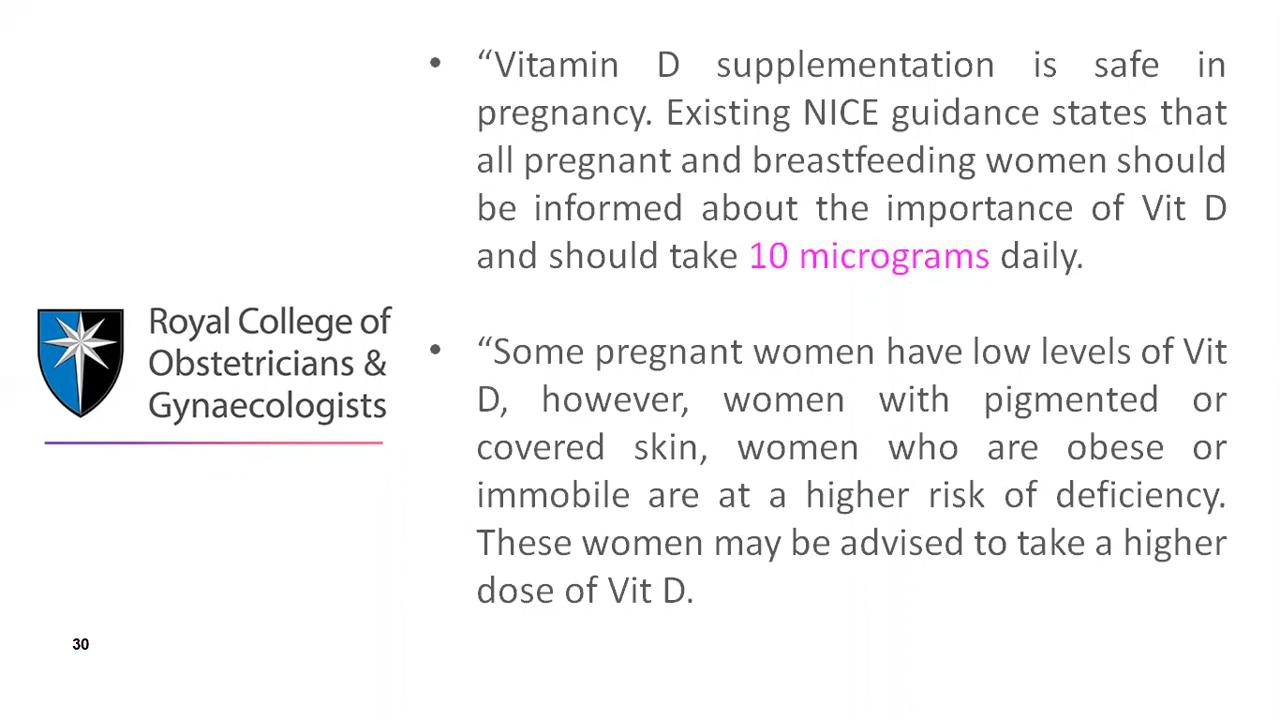 • “Vitamin D supplementation is safe in
pregnancy. Existing NICE guidance states that
all pregnant and breastfeeding women should
be informed about the importance of Vit D
and should take 10 micrograms daily.
Royal College of
Obstetricians &
Gynaecologists
• “Some pregnant women have low levels of Vit
D, however, women with pigmented or
covered skin, women who are obese or
immobile are at a higher risk of deficiency.
These women may be advised to take a higher
dose of Vit D.
30